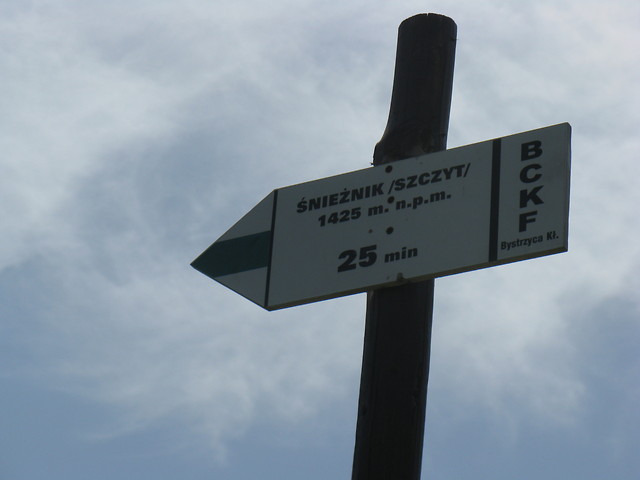 ŚNIEŻNIK /SZCZYT/
1425 m. n.p.m.
25 min
BCKF
Bystrzyca Kł.